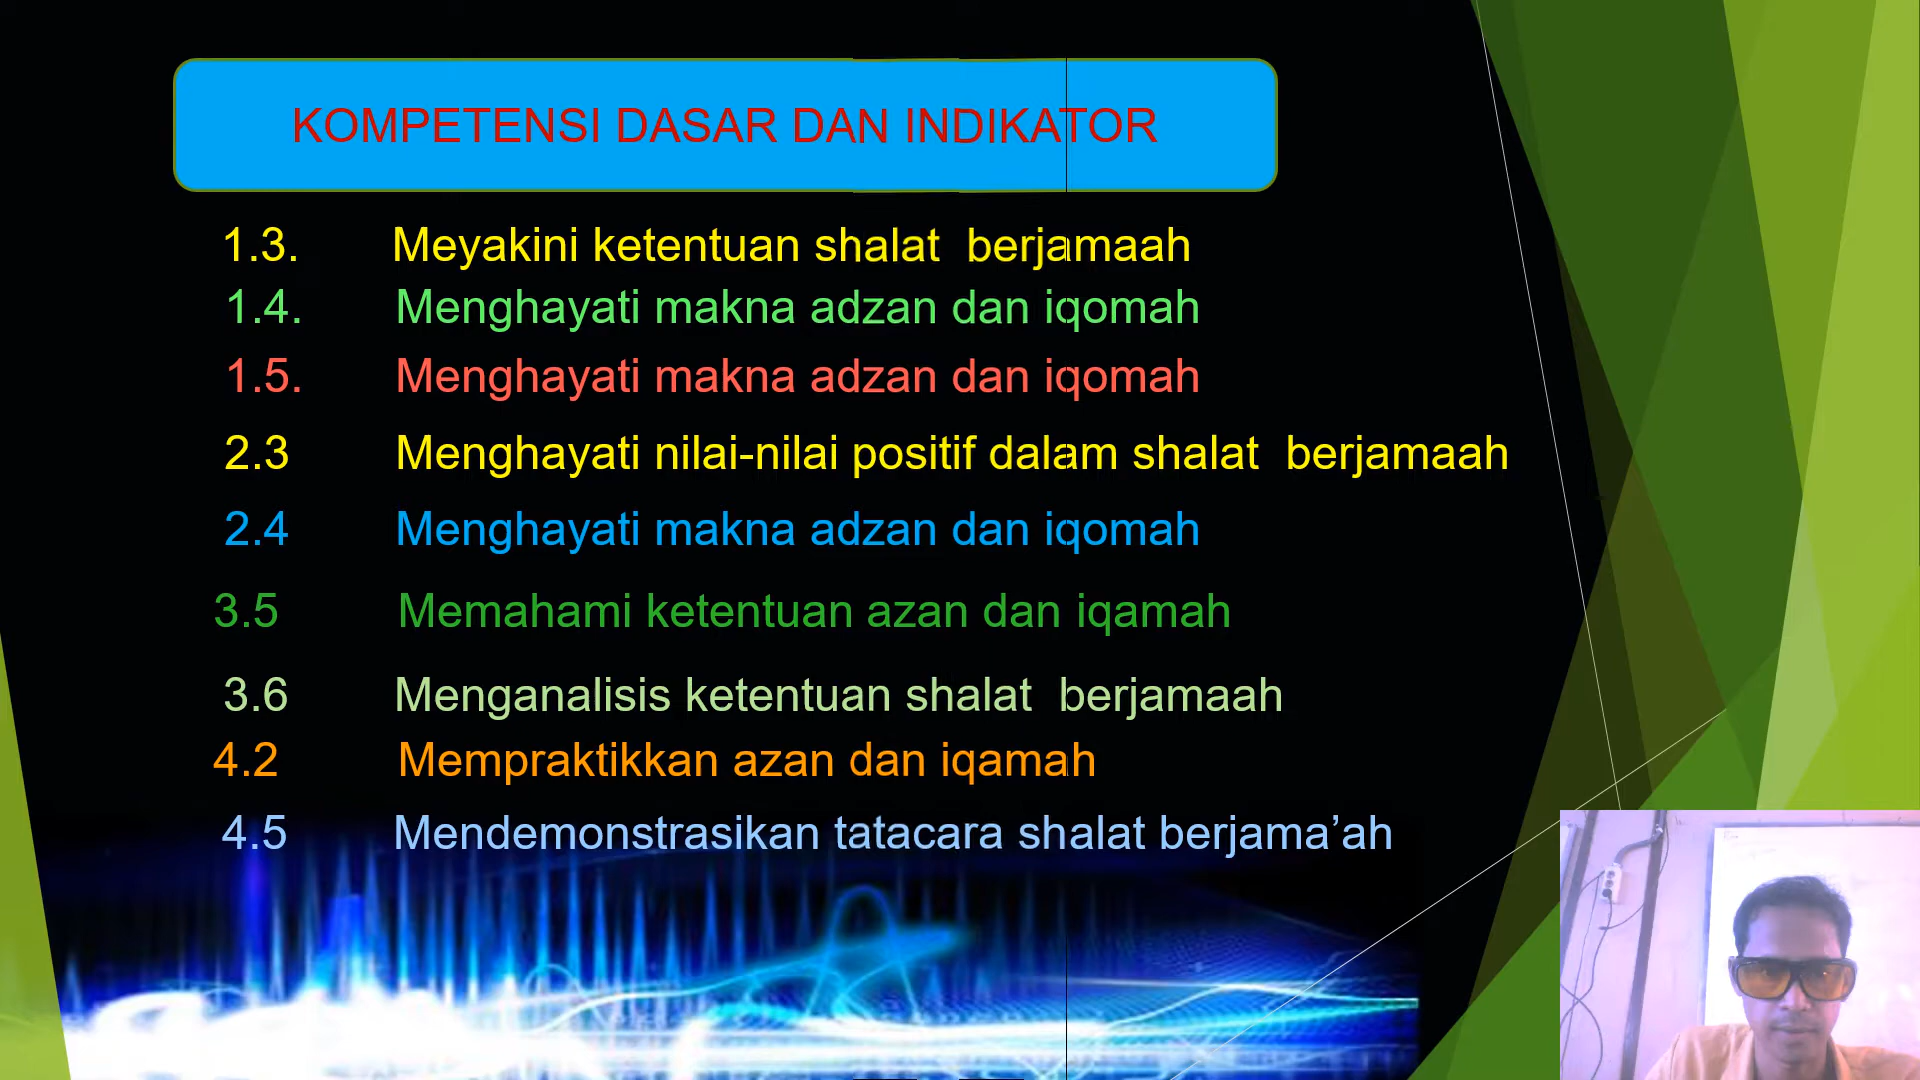 KOMPETENSI DASAR DAN INDIKATOR
1.3. Meyakini ketentuan shalat berjamaah
1.4. Menghayati makna adzan dan iqomah
1.5. Menghayati makna adzan dan iqomah
2.3 Menghayati nilai-nilai positif dalam shalat berjamaah
2.4 Menghayati makna adzan dan iqomah
3.5 Memahami ketentuan azan dan iqamah
3.6 Menganalisis ketentuan shalat berjamaah
4.2 Mempraktikkan azan dan iqamah
4.5 Mendemonstrasikan tatacara shalat berjama’ah